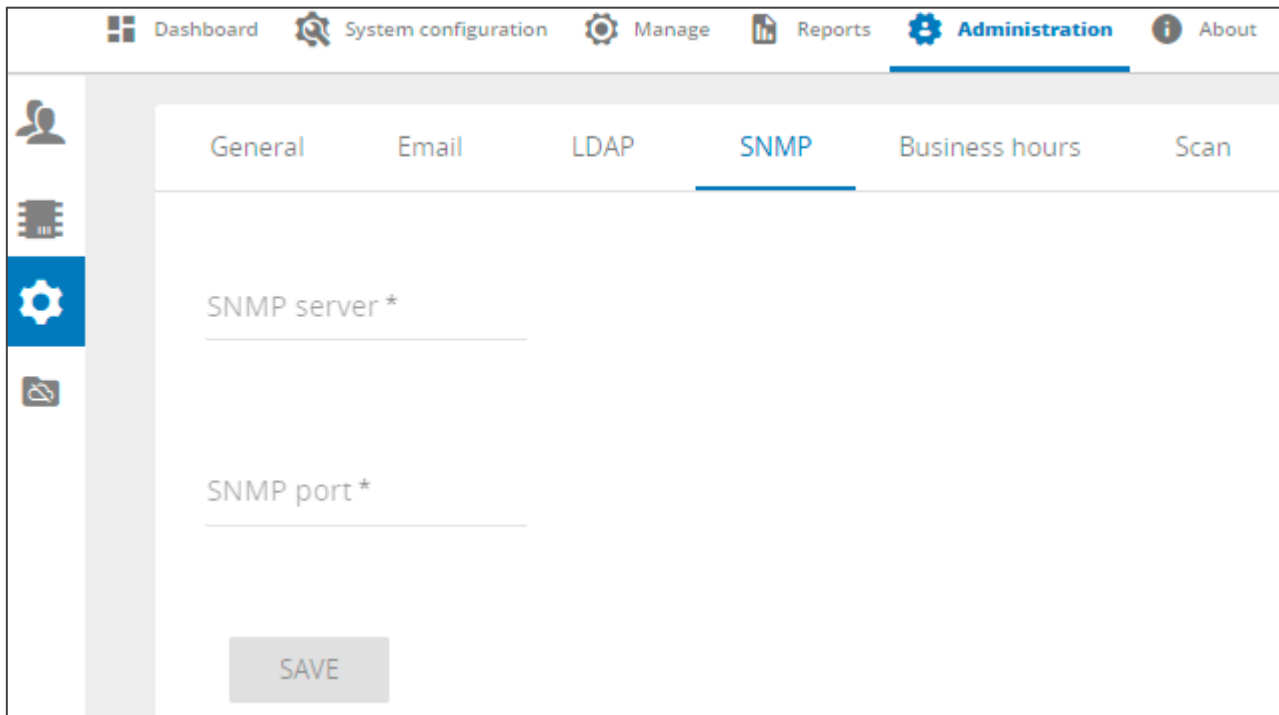 Dashboard System configuration Manage Reports Administration About
General Email LDAP SNMP Business hours Scan
SNMP server *
SNMP port *
SAVE